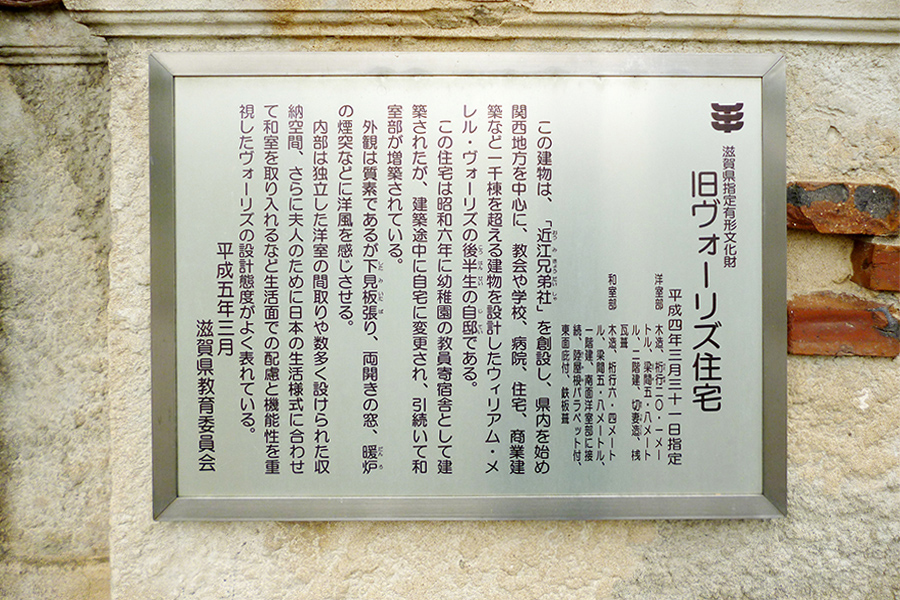 滋賀県指定有形文化財
旧ヴォーリズ住宅
平成四年三月三十一日指定
洋室部 木造、桁行二〇・一メー
トル、梁間五・八メート
ル、二階建、切妻造、桟
瓦葺
和室部 木造、桁行六・四メート
ル、梁間五・八メートル、
一階建、南面洋室部に接
続、陸屋根パラペット付、
東面庇付、鉄板葺
この建物は、「近江兄弟社」を創設し、県内を始め
関西地方を中心に、教会や学校、病院、住宅、商業建
築など一千棟を超える建物を設計したウィリアム・メ
レル・ヴォーリズの後半生の自邸である。
この住宅は昭和六年に幼稚園の教員寄宿舎として建
築されたが、建築途中に自宅に変更され、引続いて和
室部が増築されている。
外観は質素であるが下見板張り、両開きの窓、暖炉
の煙突などに洋風を感じさせる。
内部は独立した洋室の間取りや数多く設けられた収
納空間、さらに夫人のために日本の生活様式に合わせ
て和室を取り入れるなど生活面での配慮と機能性を重
視したヴォーリズの設計態度がよく表れている。
平成五年三月
滋賀県教育委員会